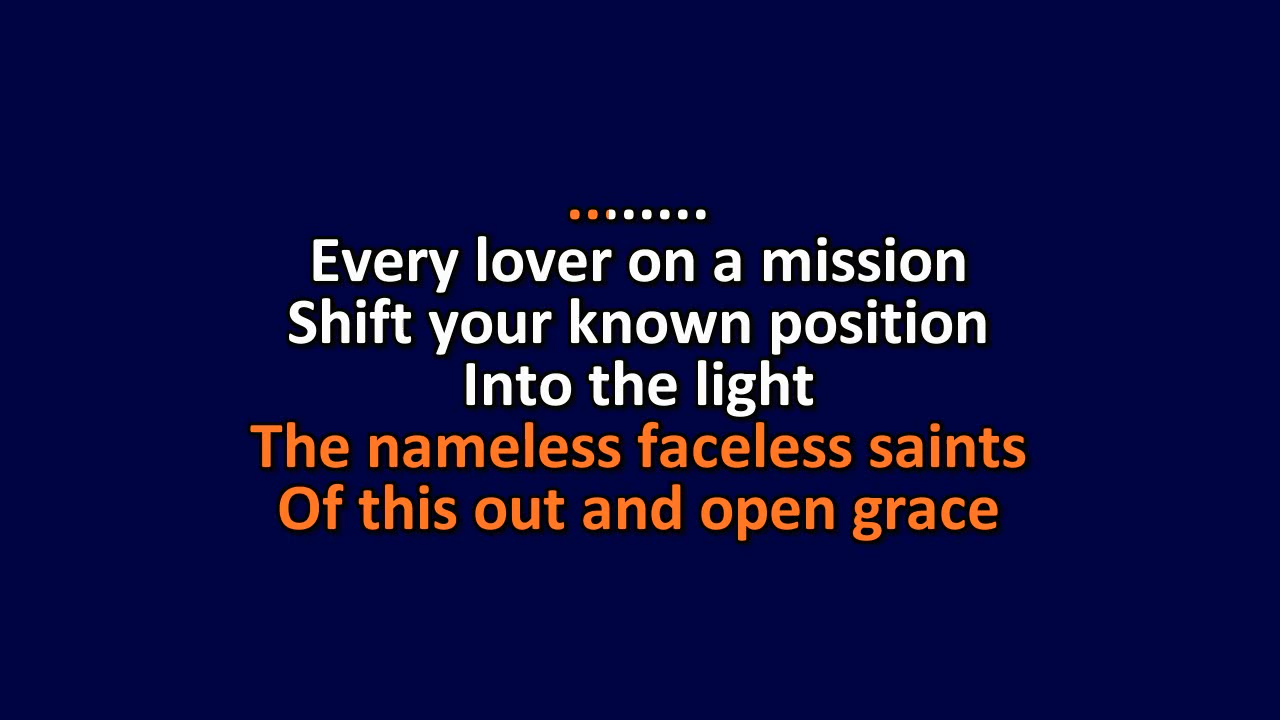 ........
Every lover on a mission
Shift your known position
Into the light
The nameless faceless saints
Of this out and open grace